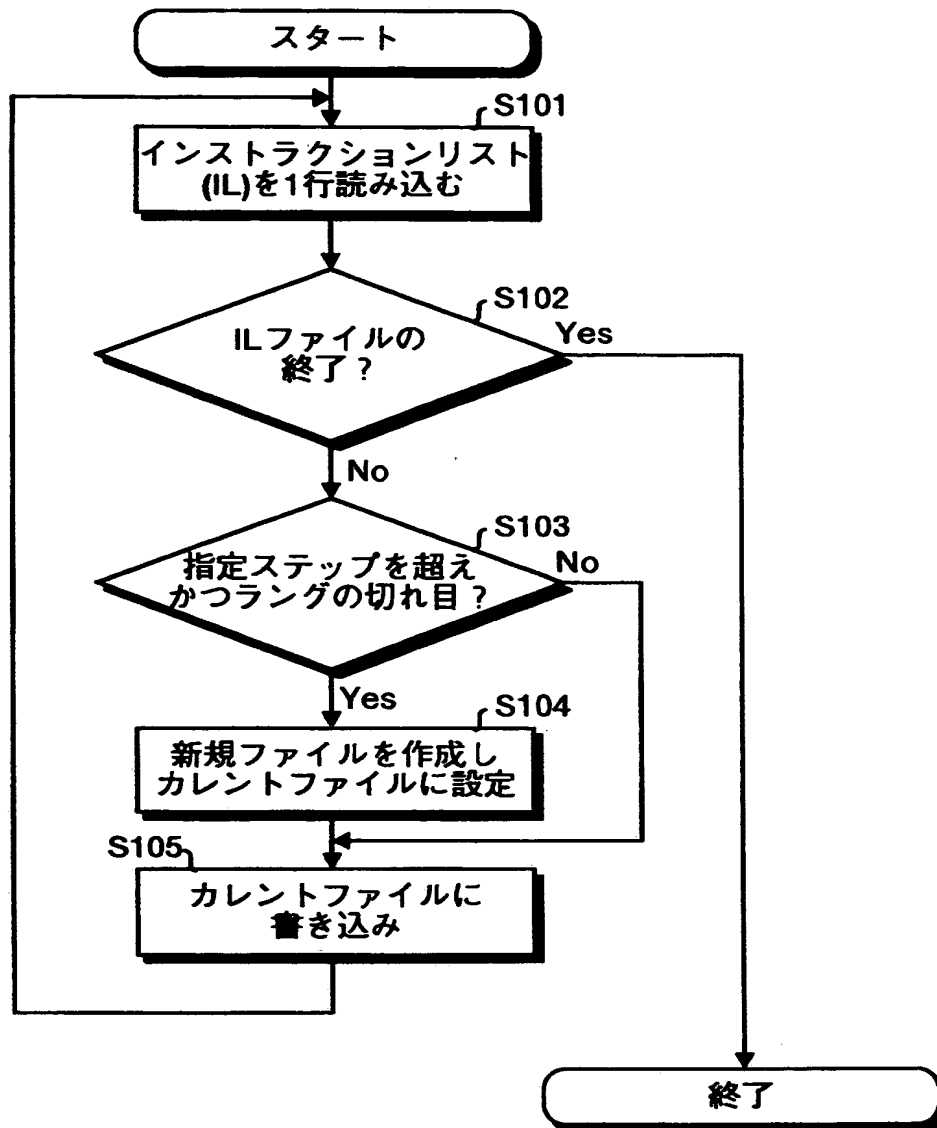 スタート
S101
インストラクションリスト
(IL)を1行読み込む
S102
ILファイルの
終了?
Yes
No
S103
指定ステップを超え
かつラングの切れ目?
No
Yes
S104
新規ファイルを作成し
カレントファイルに設定
S105
カレントファイルに
書き込み
終了